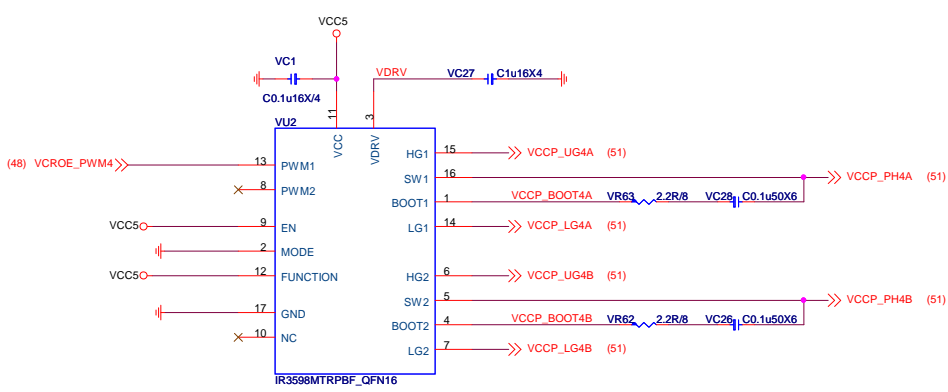 VCC5
VC1
C0.1u16X/4
VDRV
VC27
C1u16X4
VU2
11
3
VCC
VDRV
(48) VCROE_PWM4
13
PWM1
8
PWM2
VCC5
9
EN
2
MODE
VCC5
12
FUNCTION
17
GND
10
NC
HG1
15
VCCP_UG4A (51)
SW1
16
VCCP_PH4A (51)
BOOT1
1
VCCP_BOOT4A
VR63
2.2R/8
VC28
C0.1u50X6
LG1
14
VCCP_LG4A (51)
HG2
6
VCCP_UG4B (51)
SW2
5
VCCP_PH4B (51)
BOOT2
4
VCCP_BOOT4B
VR62
2.2R/8
VC26
C0.1u50X6
LG2
7
VCCP_LG4B (51)
IR3598MTRPBF_QFN16